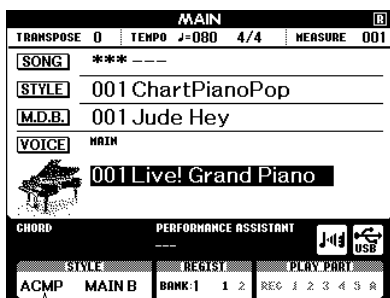 MAIN R
TRANSPOSE 0 TEMPO ♩=080 4/4 MEASURE 001
SONG *** ---
STYLE 001 ChartPianoPop
M.D.B. 001 Jude Hey
VOICE MAIN
001 Live! Grand Piano
CHORD PERFORMANCE ASSISTANT
---
USB
STYLE REGIST PLAY PART
ACMP MAIN B BANK:1 1 2 REC 1 2 3 4 5 A